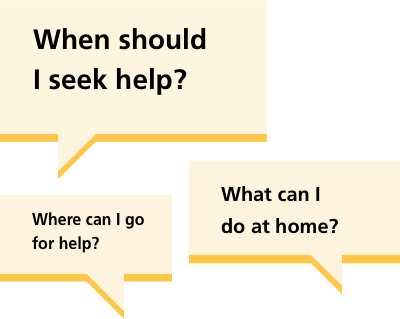 When should
I seek help?
What can I
do at home?
Where can I go
for help?